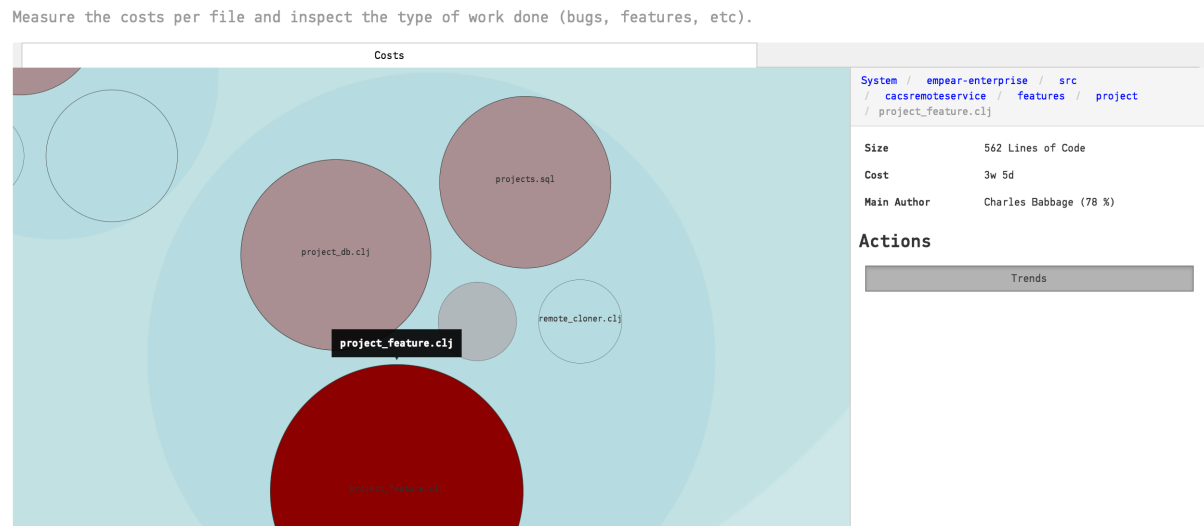 Measure the costs per file and inspect the type of work done (bugs, features, etc).
Costs
System / empear-enterprise / src
/ cacsremoteservice / features / project
/ project_feature.clj
Size 562 Lines of Code
Cost 3w 5d
Main Author Charles Babbage (78 %)
Actions
Trends
projects.sql
project_db.clj
remote_cloner.clj
project_feature.clj
project_feature.clj